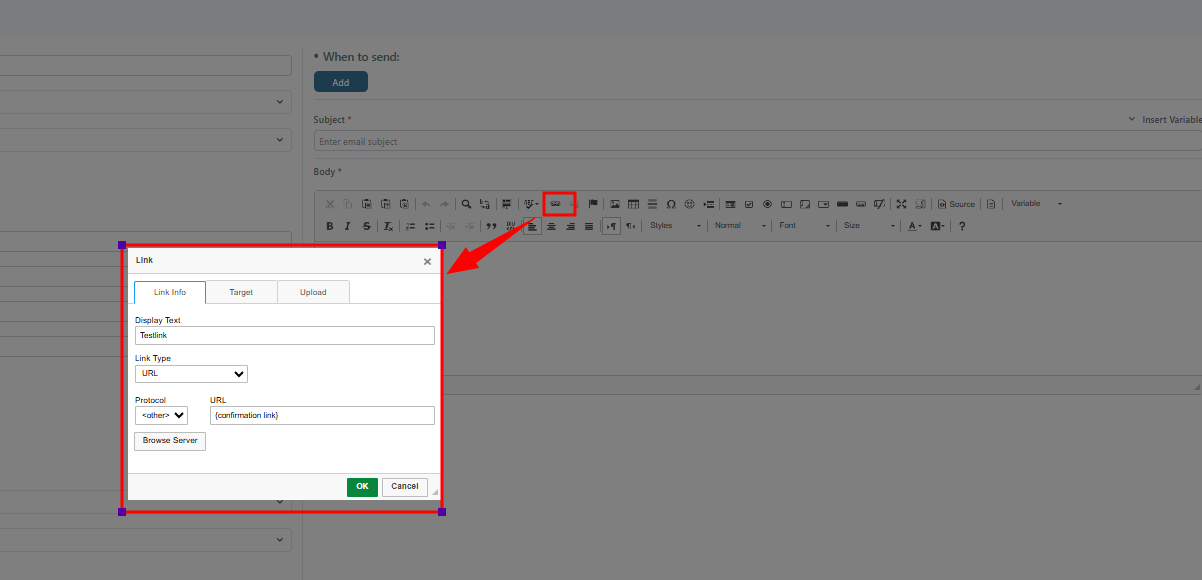 * When to send:
Add
Subject *
Insert Variable
Enter email subject
Body *
Source
Variable
B I S Tx
Styles
Normal
Font
Size
A
A
?
Link
×
Link Info
Target
Upload
Display Text
Testlink
Link Type
URL
Protocol
URL
<other>
{confirmation link}
Browse Server
OK
Cancel